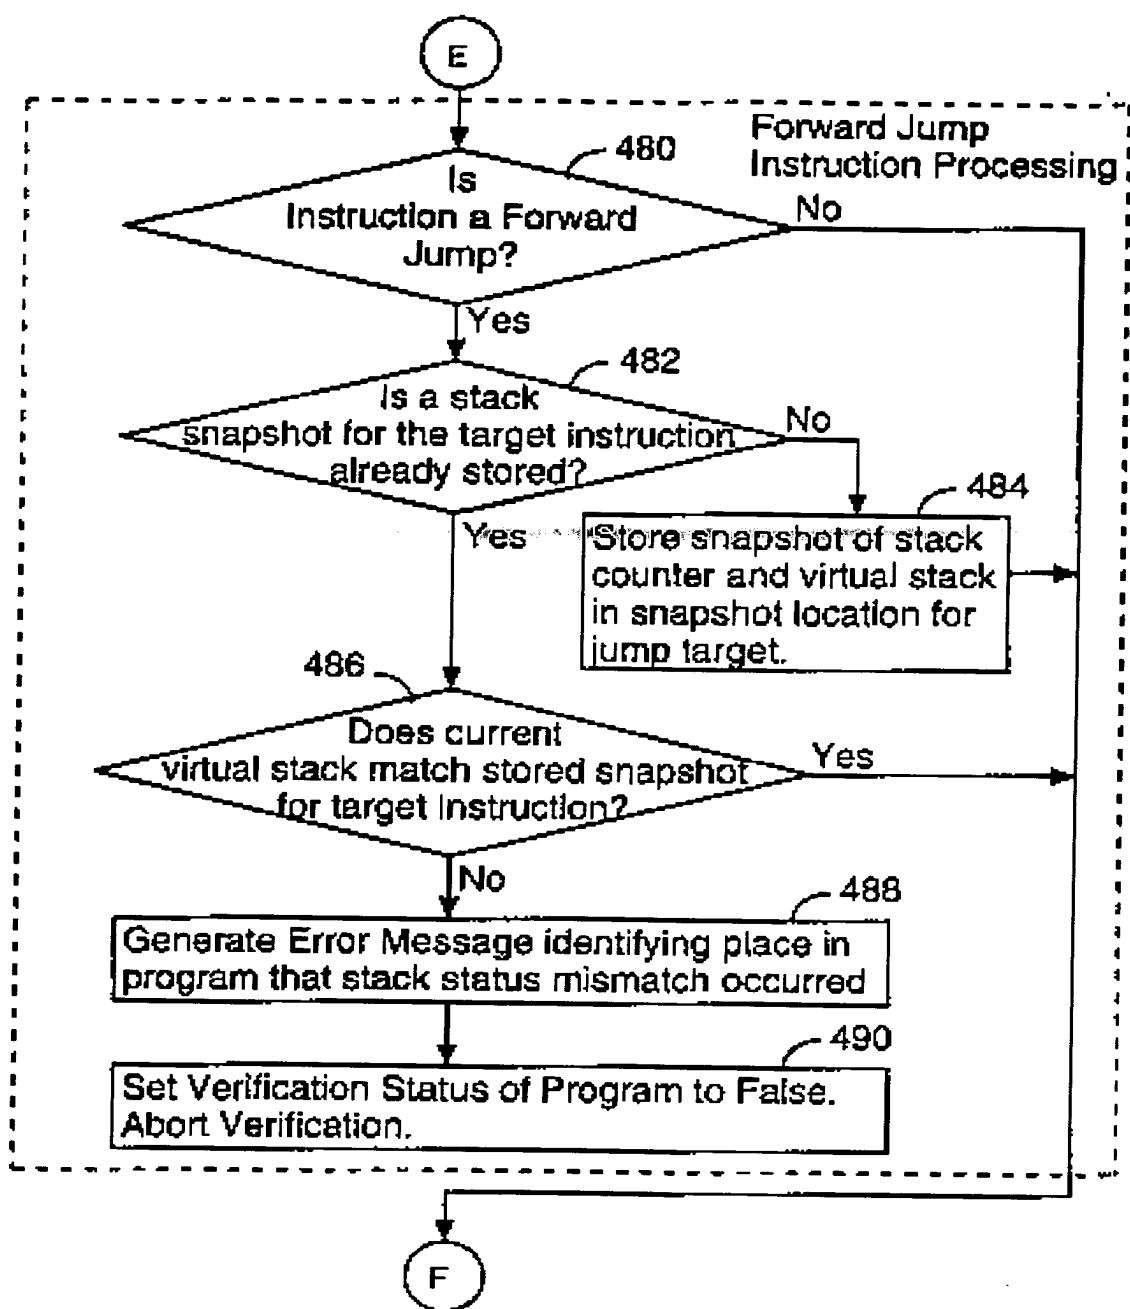 E
Forward Jump
Instruction Processing
480
Is
Instruction a Forward
Jump?
No
Yes
482
Is a stack
snapshot for the target instruction
already stored?
No
Yes
484
Store snapshot of stack
counter and virtual stack
in snapshot location for
jump target.
486
Does current
virtual stack match stored snapshot
for target Instruction?
Yes
No
488
Generate Error Message identifying place in
program that stack status mismatch occurred
490
Set Verification Status of Program to False.
Abort Verification.
F